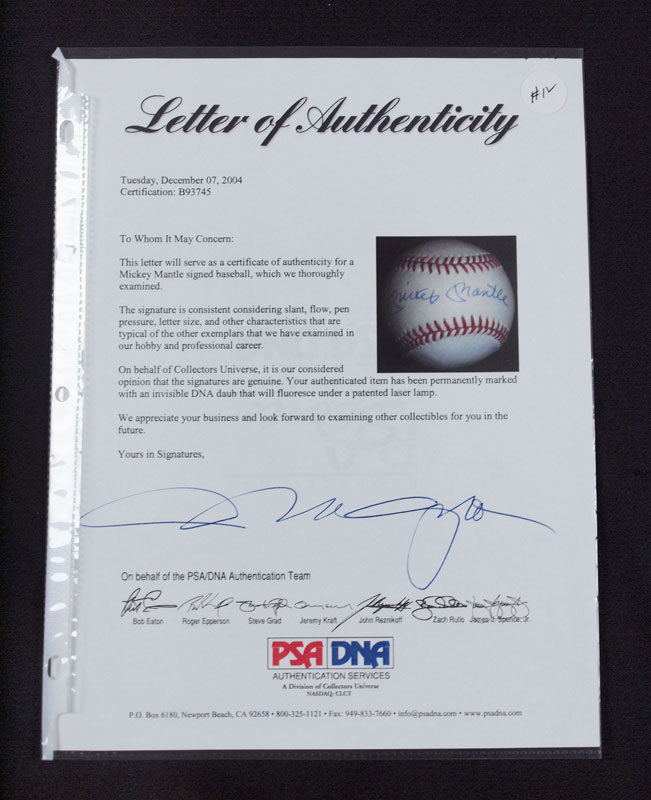 #12
Letter of Authenticity
Tuesday, December 07, 2004
Certification: B93745
To Whom It May Concern:
This letter will serve as a certificate of authenticity for a
Mickey Mantle signed baseball, which we thoroughly
examined.
The signature is consistent considering slant, flow, pen
pressure, letter size, and other characteristics that are
typical of the other exemplars that we have examined in
our hobby and professional career.
Mickey Mantle
On behalf of Collectors Universe, it is our considered
opinion that the signatures are genuine. Your authenticated item has been permanently marked
with an invisible DNA daub that will fluoresce under a patented laser lamp.
We appreciate your business and look forward to examining other collectibles for you in the
future.
Yours in Signatures,
On behalf of the PSA/DNA Authentication Team
Bob Eaton Roger Epperson Steve Grad Jeremy Kraft John Reznikoff Zach Rullo James J. Spence, Jr.
PSA DNA
AUTHENTICATION SERVICES
A Division of Collectors Universe
NASDAQ: CLCT
P.O. Box 6180, Newport Beach, CA 92658 • 800-325-1121 • Fax: 949-833-7660 • info@psadna.com • www.psadna.com